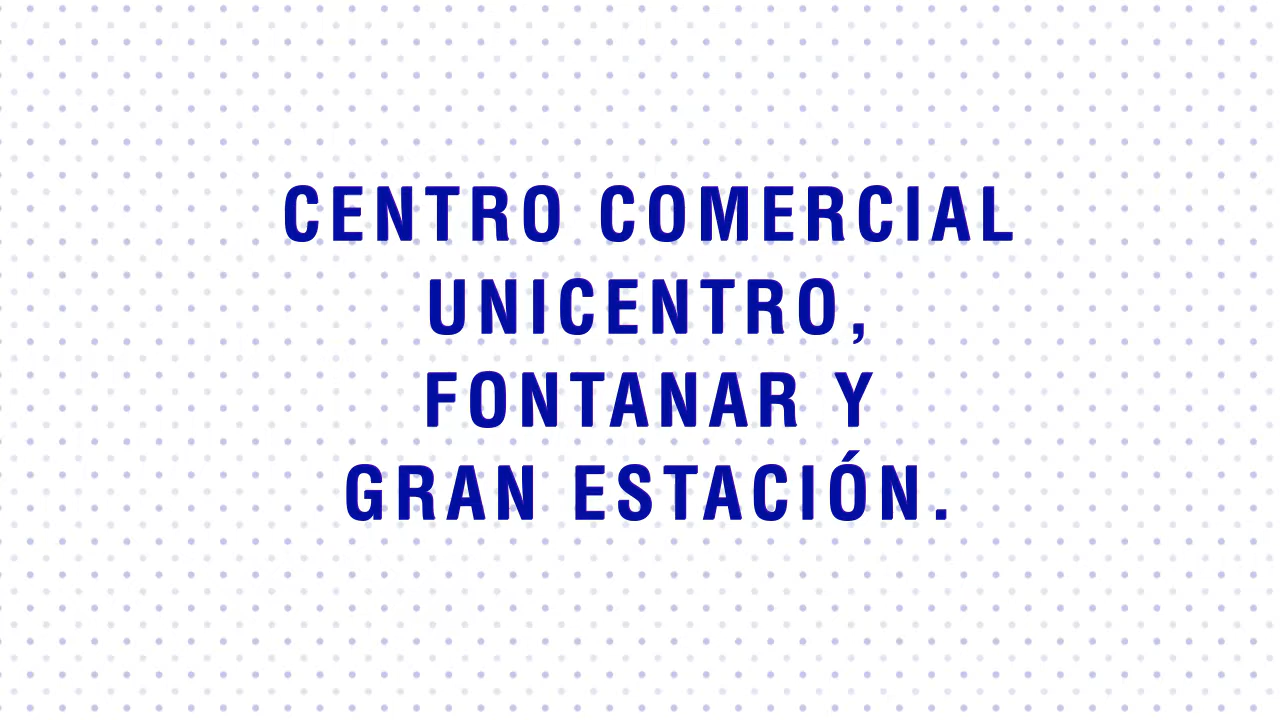 CENTRO COMERCIAL
UNICENTRO,
FONTANAR Y
GRAN ESTACIÓN.